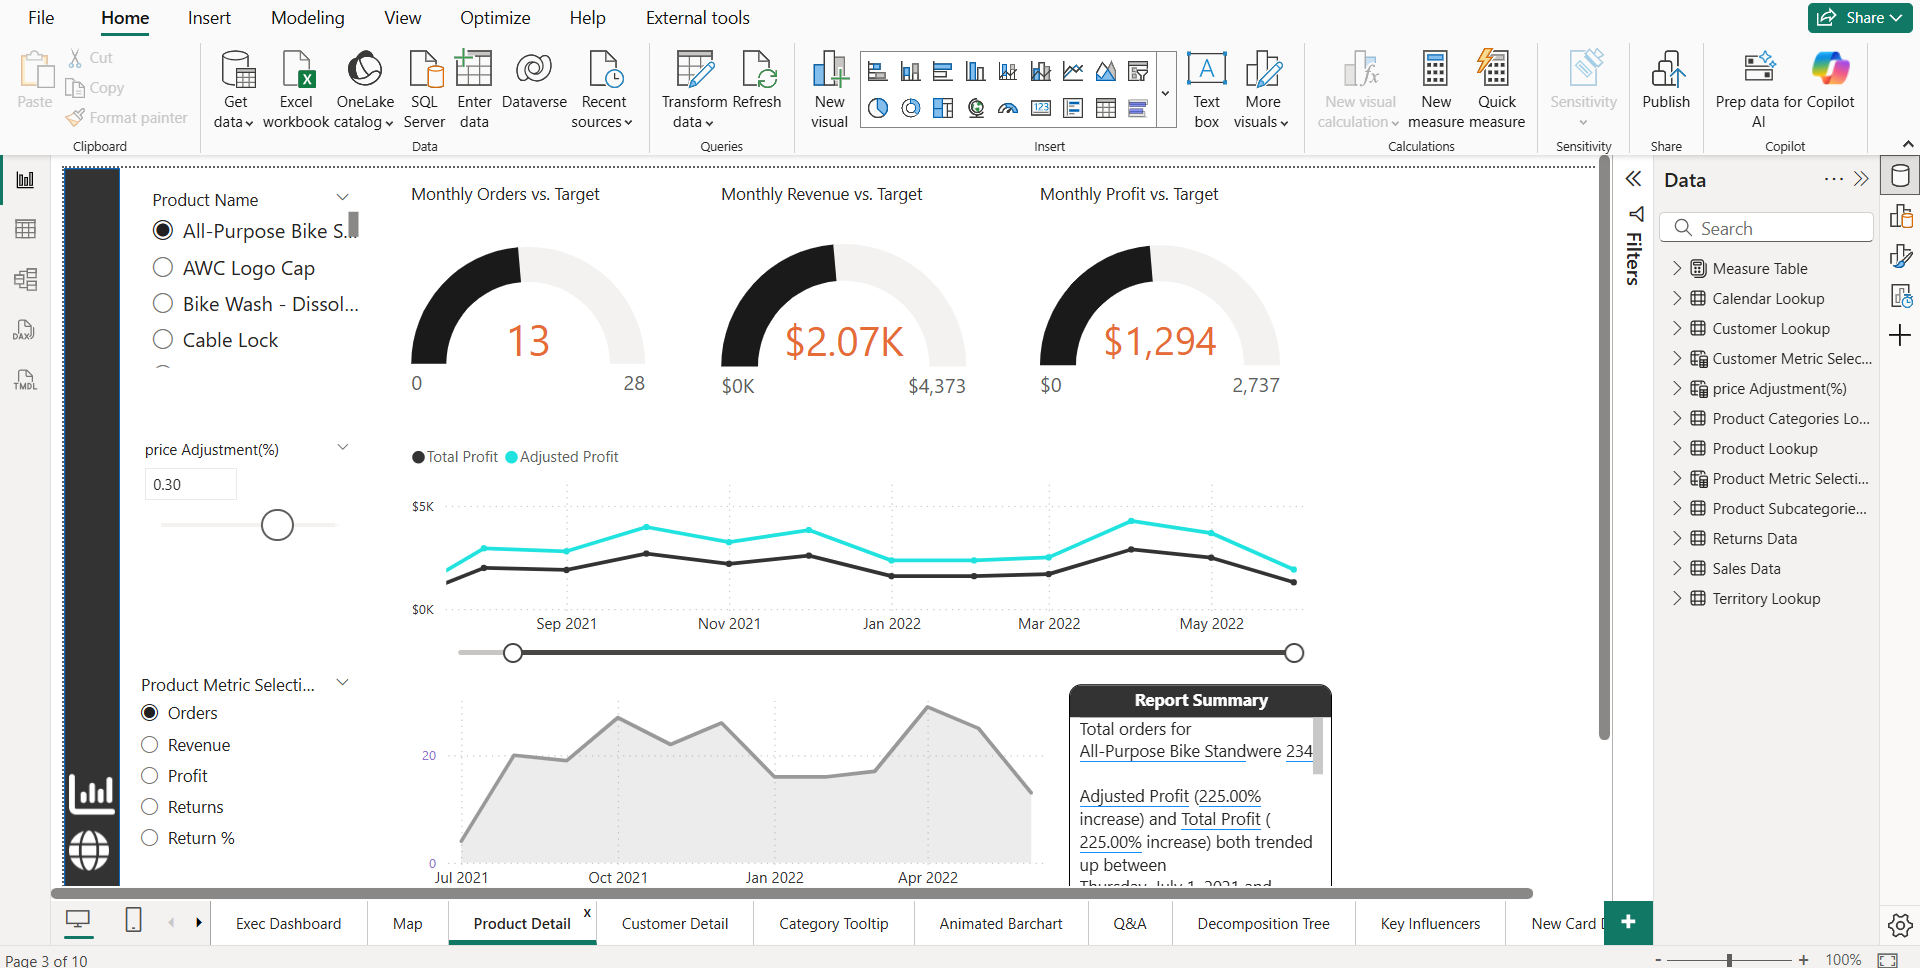 File Home Insert Modeling View Optimize Help External tools
Share
Paste
Cut
Copy
Format painter
Clipboard
Get data
Excel workbook
OneLake catalog
SQL Server
Enter data
Dataverse
Recent sources
Data
Transform data
Refresh
Queries
New visual
Text box
More visuals
Insert
New visual calculation
New measure
Quick measure
Calculations
Sensitivity
Sensitivity
Publish
Share
Prep data for AI
Copilot
Copilot
DAX
TMDL
Product Name
All-Purpose Bike S...
AWC Logo Cap
Bike Wash - Dissol...
Cable Lock
Monthly Orders vs. Target
13
0
28
Monthly Revenue vs. Target
$2.07K
$0K
$4,373
Monthly Profit vs. Target
$1,294
$0
2,737
price Adjustment(%)
0.30
Total Profit Adjusted Profit
$5K
$0K
Sep 2021 Nov 2021 Jan 2022 Mar 2022 May 2022
Product Metric Selecti...
Orders
Revenue
Profit
Returns
Return %
20
0
Jul 2021 Oct 2021 Jan 2022 Apr 2022
Report Summary
Total orders for
All-Purpose Bike Standwere 234
Adjusted Profit (225.00%
increase) and Total Profit (
225.00% increase) both trended
up between
Thursday, July 1, 2021 and
Filters
Data
Search
Measure Table
Calendar Lookup
Customer Lookup
Customer Metric Selec...
price Adjustment(%)
Product Categories Lo...
Product Lookup
Product Metric Selecti...
Product Subcategorie...
Returns Data
Sales Data
Territory Lookup
Exec Dashboard Map Product Detail x Customer Detail Category Tooltip Animated Barchart Q&A Decomposition Tree Key Influencers New Card
Page 3 of 10
- + 100%